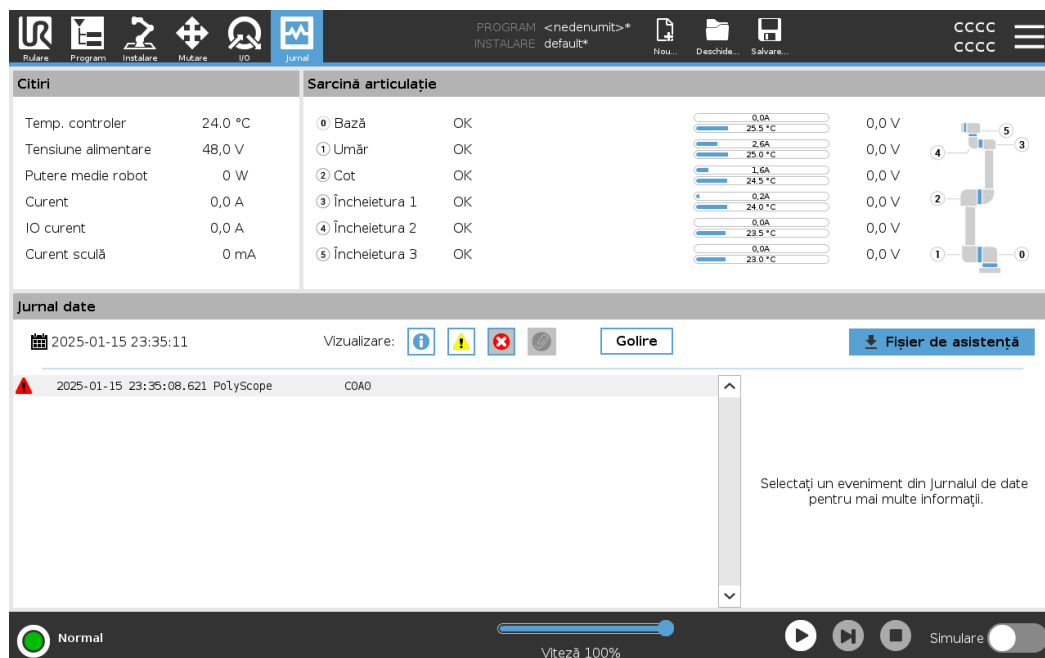 Rulare Program Instalare Mutare I/O Jurnal
PROGRAM <nedenumit>*
INSTALARE default*
Nou... Deschide... Salvare...
CCCC
CCCC
Citiri
Temp. controler 24.0 °C
Tensiune alimentare 48,0 V
Putere medie robot 0 W
Curent 0,0 A
IO curent 0,0 A
Curent sculă 0 mA
Sarcină articulație
0 Bază OK 0,0A 25.5 °C 0,0 V
1 Umăr OK 2,6A 25.0 °C 0,0 V
2 Cot OK 1,6A 24.5 °C 0,0 V
3 Încheietura 1 OK 0,2A 24.0 °C 0,0 V
4 Încheietura 2 OK 0,0A 23.5 °C 0,0 V
5 Încheietura 3 OK 0,0A 23.0 °C 0,0 V
5
3
4
2
1
0
Jurnal date
2025-01-15 23:35:11 Vizualizare: Golire Fișier de asistență
2025-01-15 23:35:08.621 PolyScope C0A0
Selectați un eveniment din Jurnalul de date
pentru mai multe informații.
Normal
Viteză 100%
Simulare